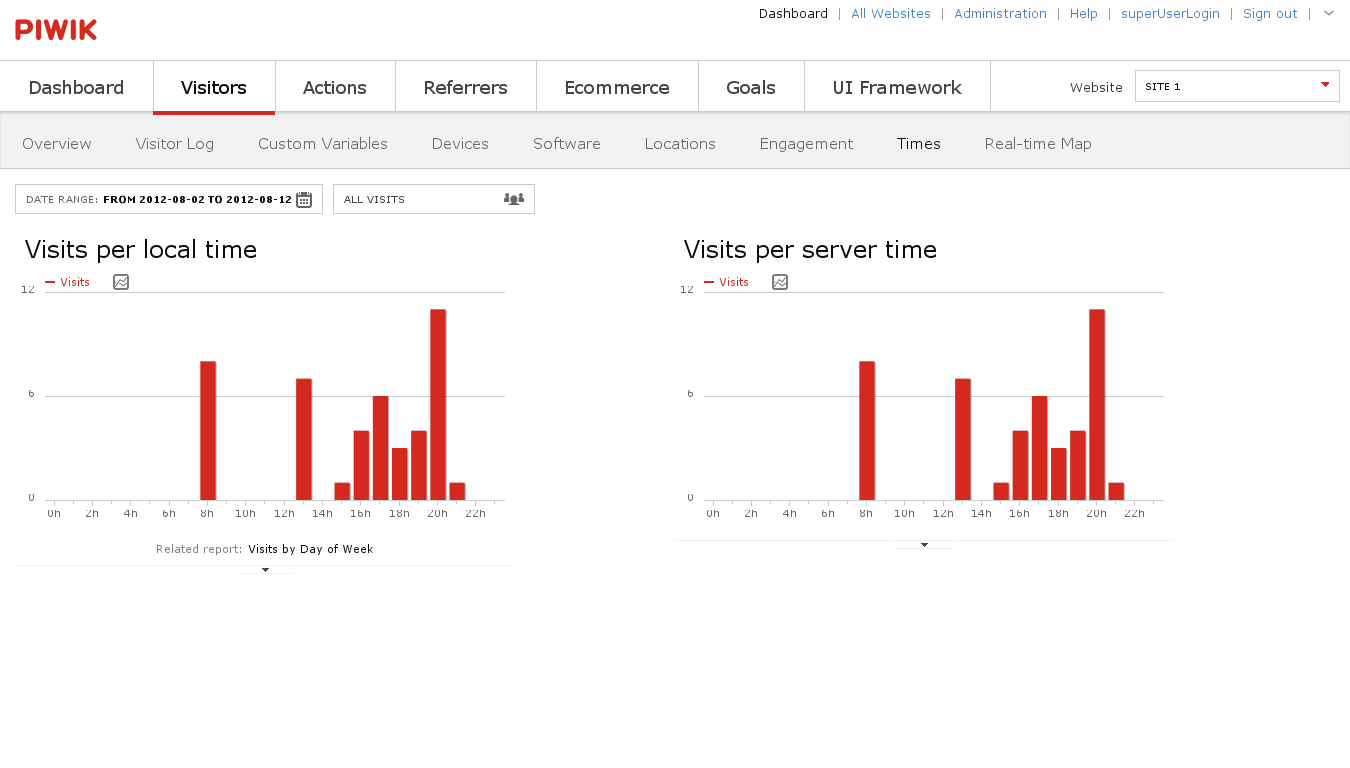 Dashboard | All Websites | Administration | Help | superUserLogin | Sign out |
PIWIK
Dashboard Visitors Actions Referrers Ecommerce Goals UI Framework Website SITE 1
Overview Visitor Log Custom Variables Devices Software Locations Engagement Times Real-time Map
DATE RANGE: FROM 2012-08-02 TO 2012-08-12 ALL VISITS
Visits per local time
Visits
12
6
0
0h 2h 4h 6h 8h 10h 12h 14h 16h 18h 20h 22h
Related report: Visits by Day of Week
Visits per server time
Visits
12
6
0
0h 2h 4h 6h 8h 10h 12h 14h 16h 18h 20h 22h